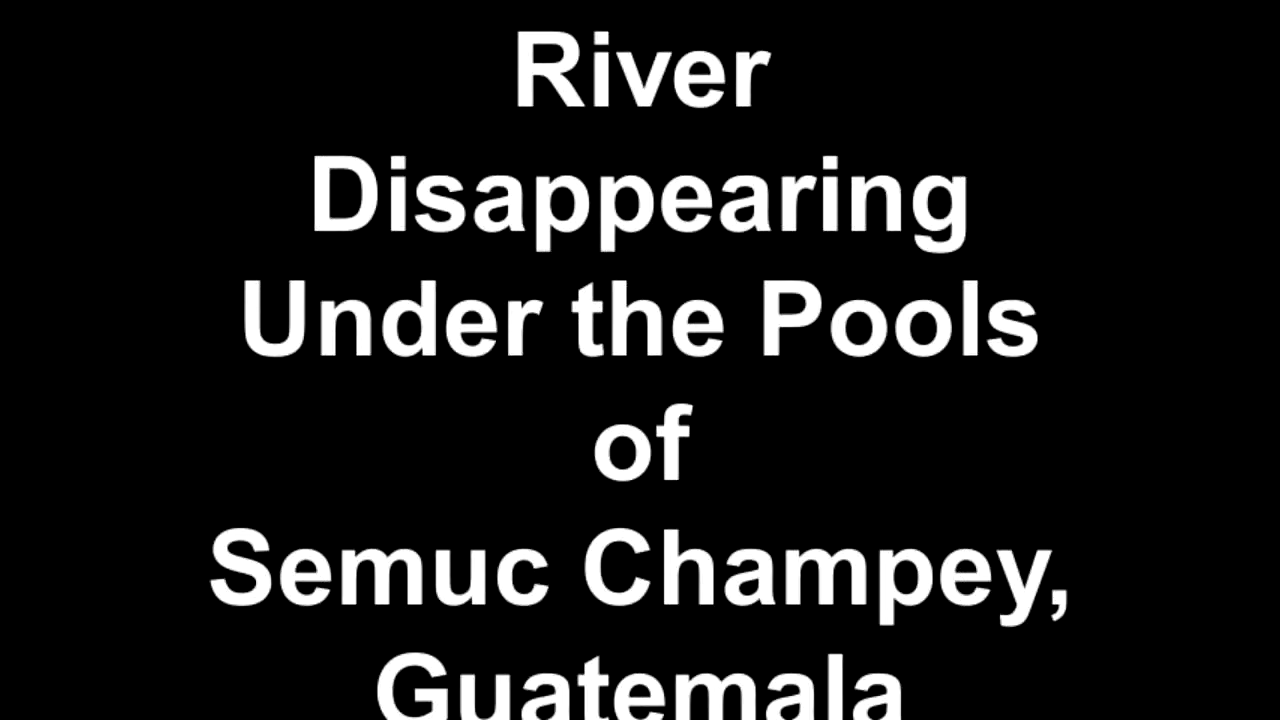 River
Disappearing
Under the Pools
of
Semuc Champey,
Guatemala